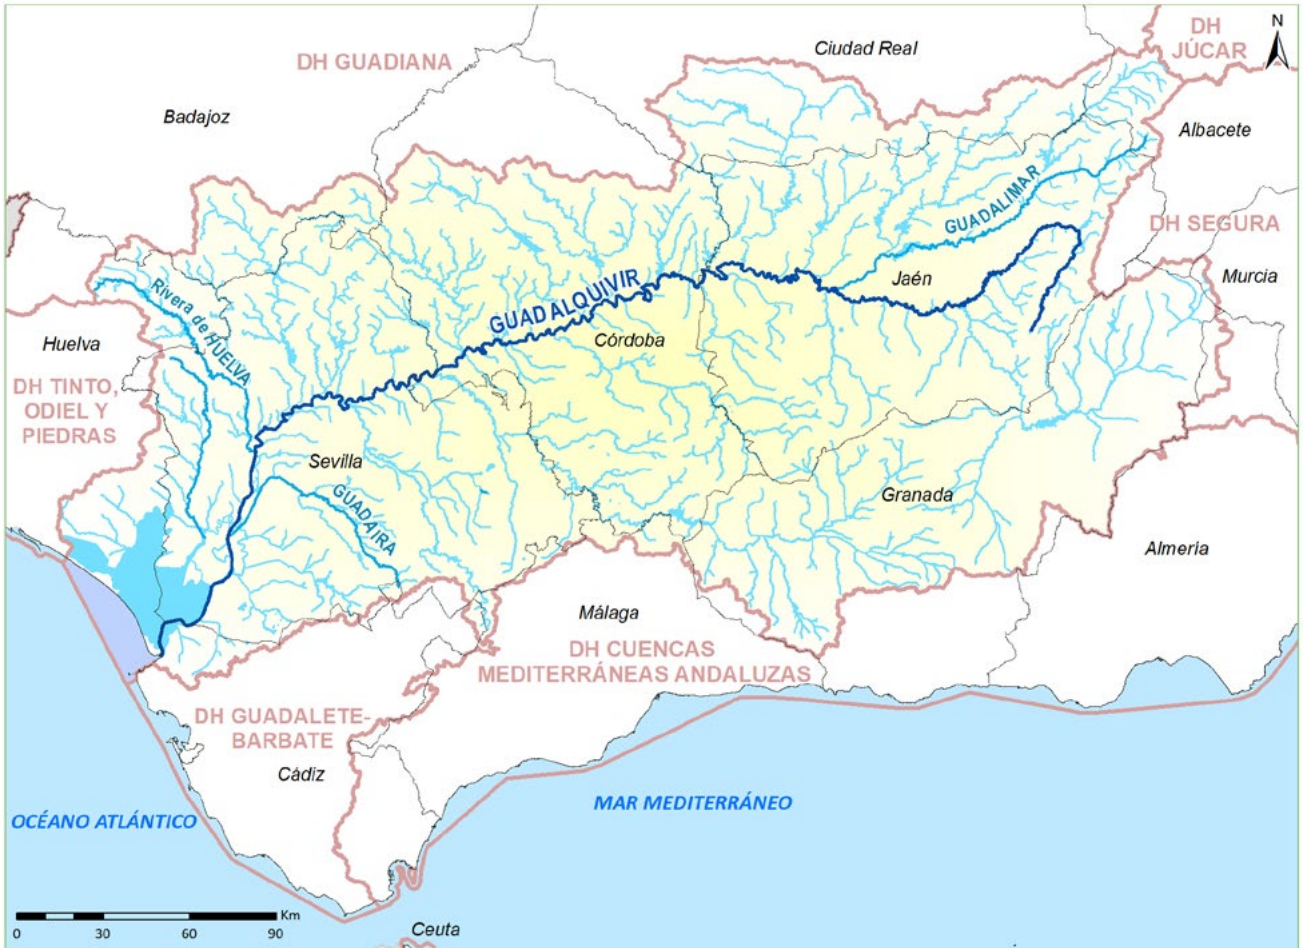 N
DH
JÚCAR
Ciudad Real
DH GUADIANA
Badajoz
Albacete
GUADALIMAR
DH SEGURA
Murcia
Jaén
Rivera de HUELVA
GUADALQUIVIR
Córdoba
Huelva
DH TINTO,
ODIEL Y
PIEDRAS
Sevilla
GUADAIRA
Granada
Almeria
Málaga
DH CUENCAS
MEDITERRÁNEAS ANDALUZAS
DH GUADALETE-
BARBATE
Cádiz
MAR MEDITERRÁNEO
OCÉANO ATLÁNTICO
Km
0 30 60 90
Ceuta